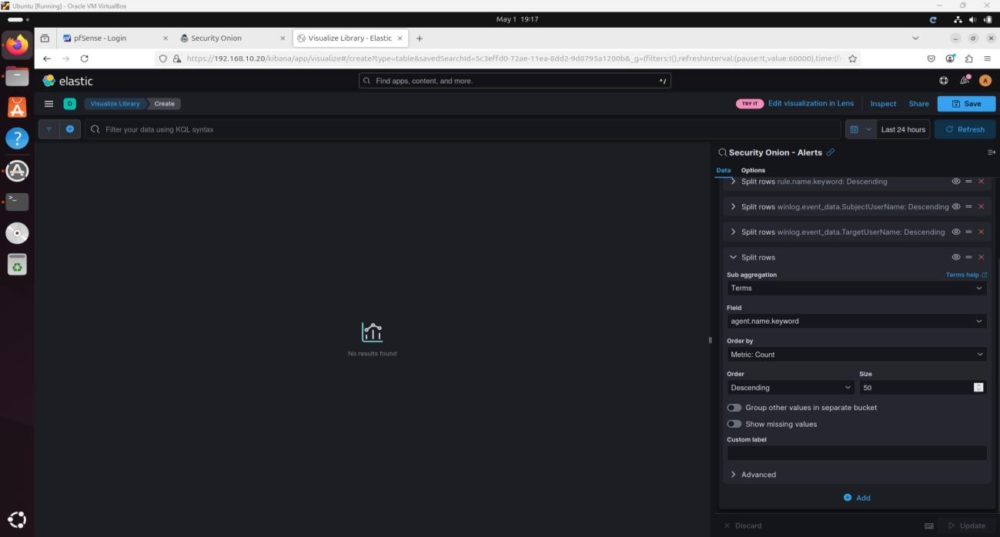 Ubuntu [Running] - Oracle VM VirtualBox
May 1 19:17
pfSense - Login
Security Onion
Visualize Library - Elastic
https://192.168.10.20/kibana/app/visualize#/create?type=table&savedSearchId=5c3effd0-72ae-11ea-8dd2-9d8795a1200b&_g=(filters:!(),refreshInterval:(pause:!t,value:60000),time:(f
elastic
Find apps, content, and more.
^/
A
D
Visualize Library
Create
TRY IT
Edit visualization in Lens
Inspect
Share
Save
Filter your data using KQL syntax
Last 24 hours
Refresh
Security Onion - Alerts
Data
Options
Split rows rule.name.keyword: Descending
Split rows winlog.event_data.SubjectUserName: Descending
Split rows winlog.event_data.TargetUserName: Descending
Split rows
Sub aggregation
Terms help
Terms
Field
agent.name.keyword
Order by
Metric: Count
Order
Size
Descending
50
Group other values in separate bucket
Show missing values
Custom label
Advanced
Add
No results found
Discard
Update